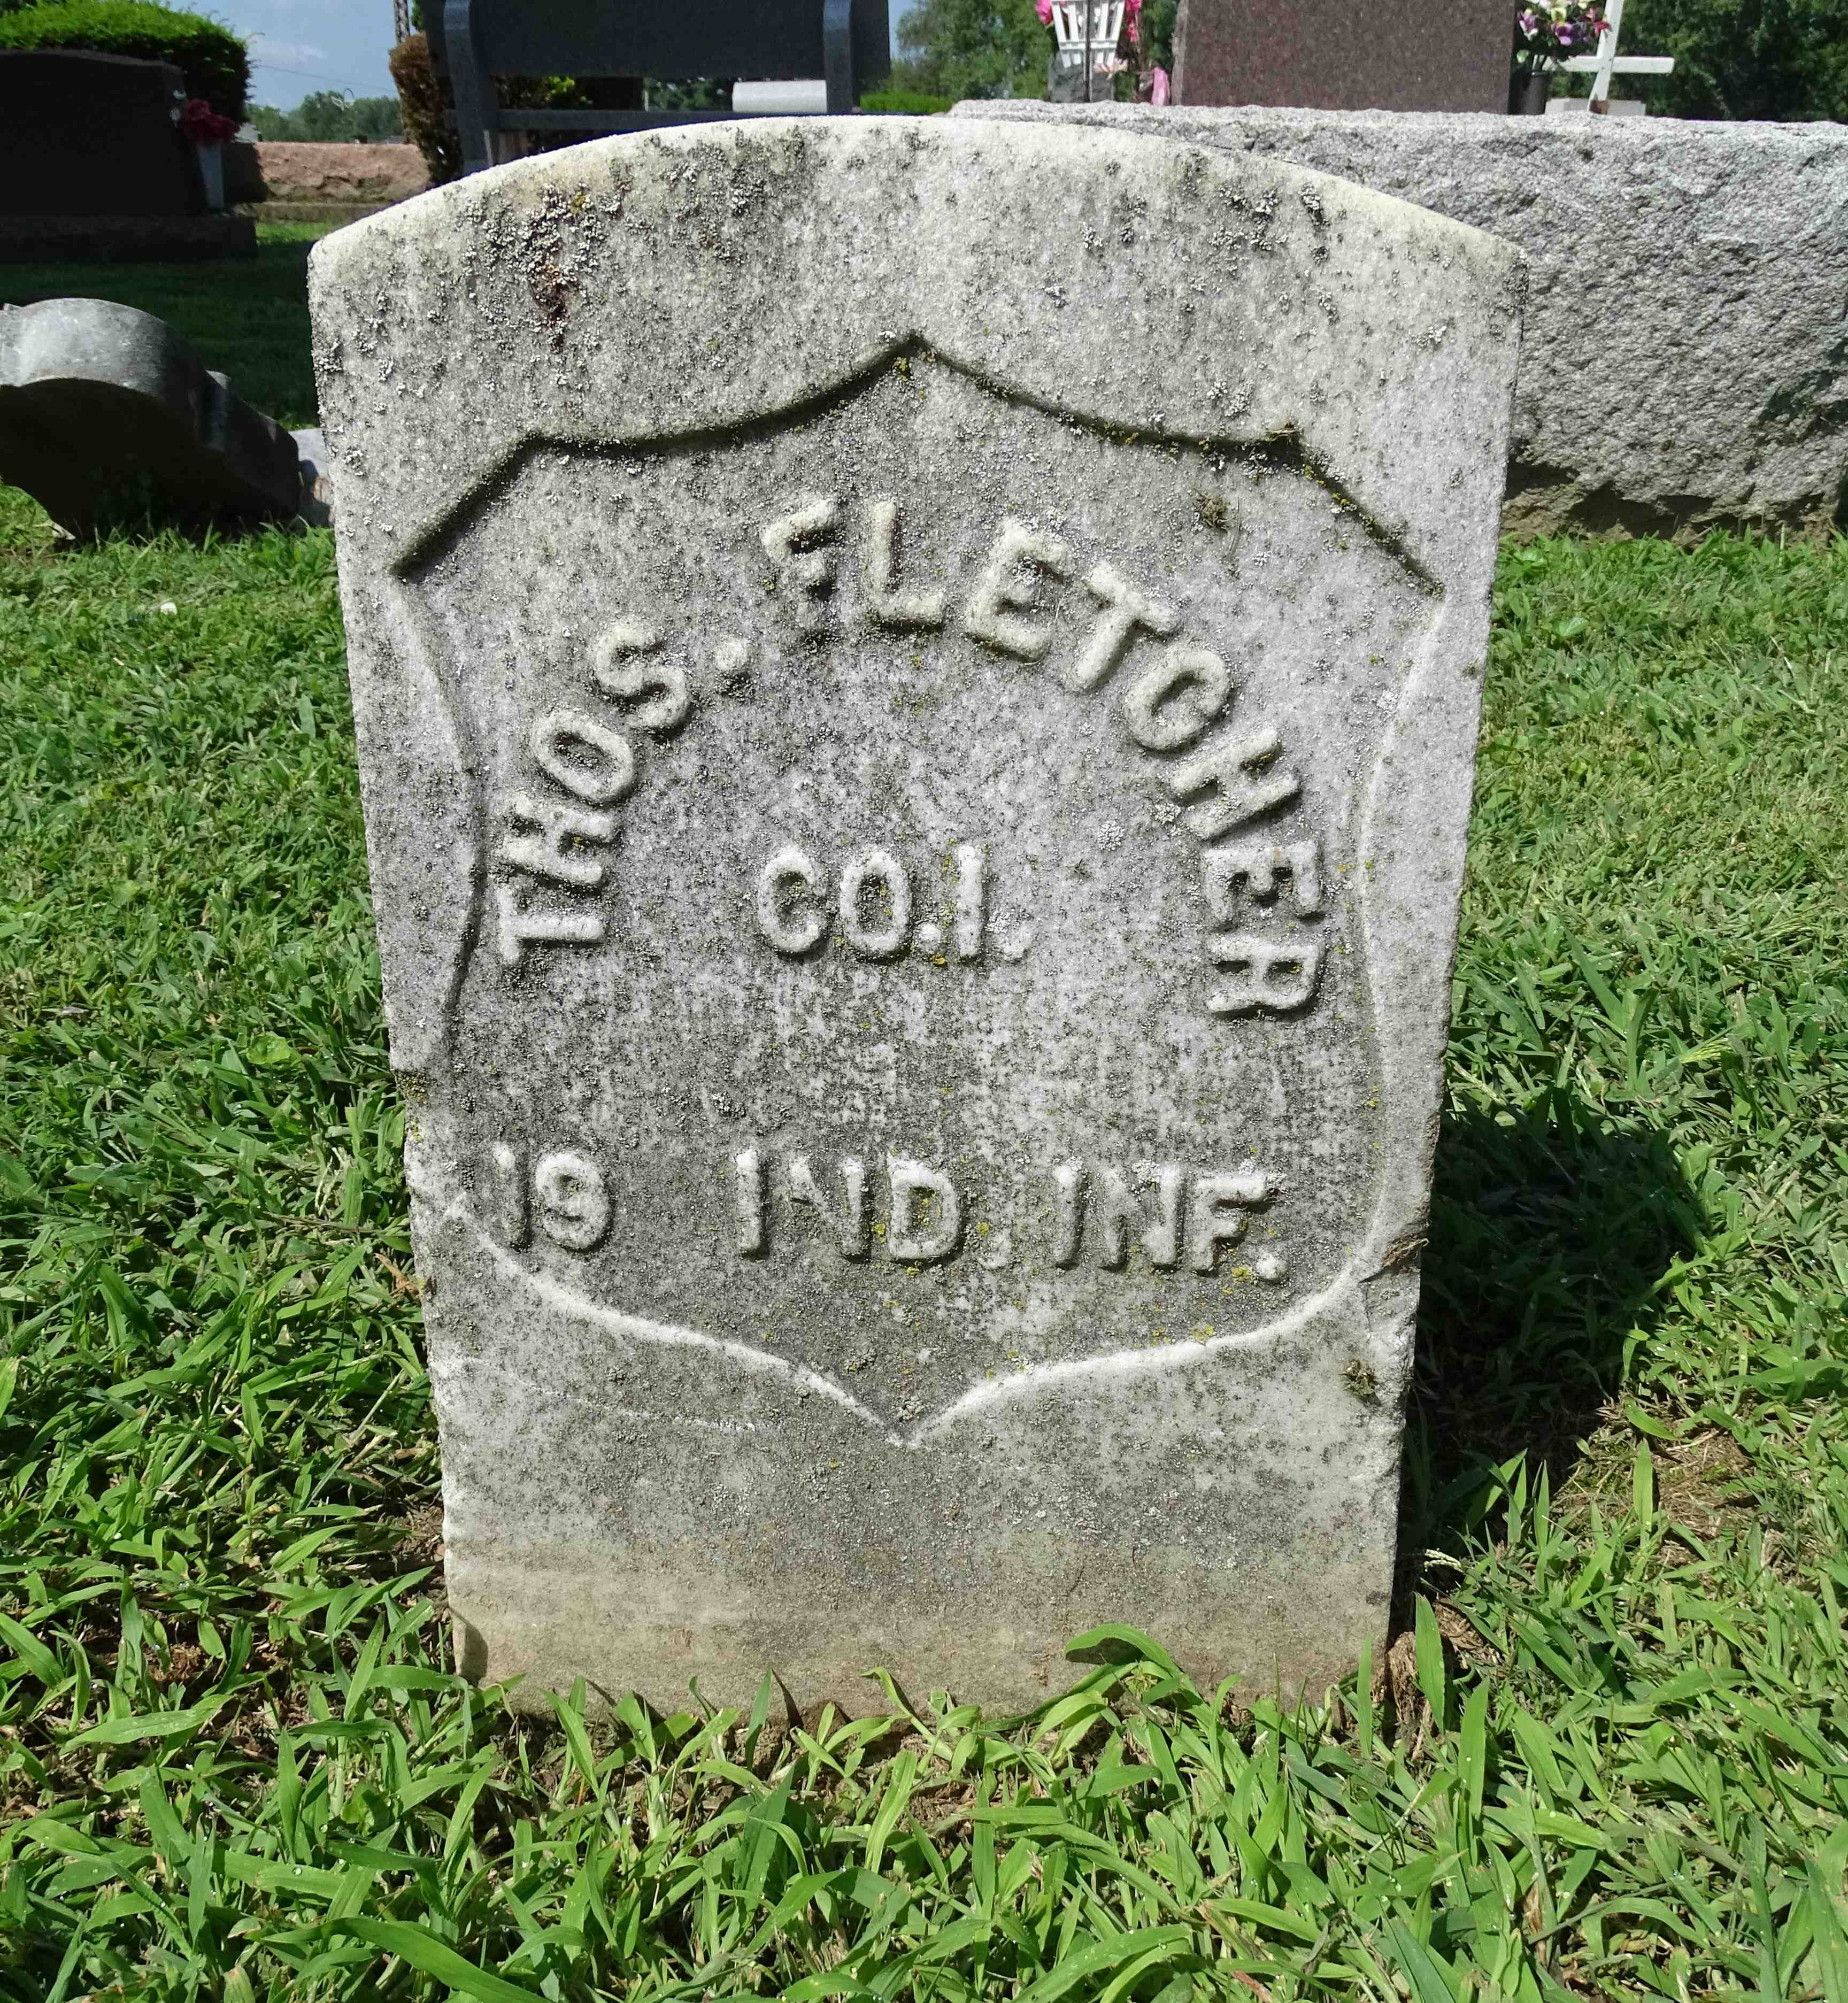 THOS. FLETCHER
CO. I.
19 IND. INF.